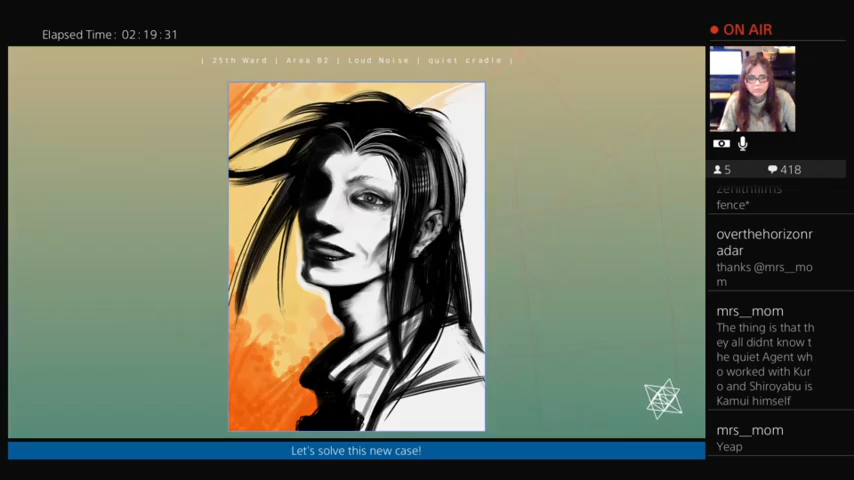 Elapsed Time: 02:19:31
ON AIR
| 25th Ward | Area B2 | Loud Noise | quiet cradle |
5
418
zenithfilms
fence*
overthehorizonr
adar
thanks @mrs__mo
m
mrs__mom
The thing is that th
ey all didnt know t
he quiet Agent wh
o worked with Kur
o and Shiroyabu is
Kamui himself
mrs__mom
Yeap
Let's solve this new case!